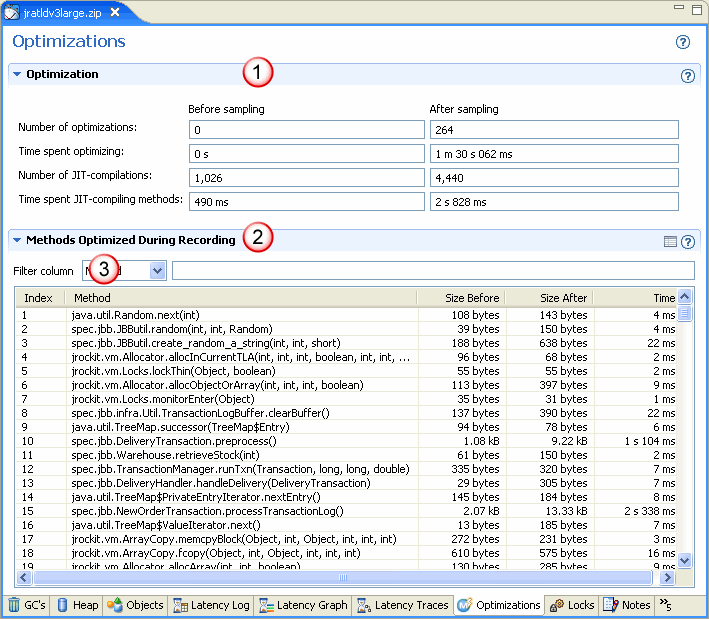 jratldv3large.zip
Optimizations
Optimization 1
Before sampling After sampling
Number of optimizations: 0 264
Time spent optimizing: 0 s 1 m 30 s 062 ms
Number of JIT-compilations: 1,026 4,440
Time spent JIT-compiling methods: 490 ms 2 s 828 ms
Methods Optimized During Recording 2
Filter column 3
Index Method Size Before Size After Time
1 java.util.Random.next(int) 108 bytes 143 bytes 4 ms
2 spec.jbb.JBButil.random(int, int, Random) 39 bytes 150 bytes 4 ms
3 spec.jbb.JBButil.create_random_a_string(int, int, short) 188 bytes 638 bytes 22 ms
4 jrockit.vm.Allocator.allocInCurrentTLA(int, int, int, boolean, int, int, ... 96 bytes 68 bytes 2 ms
5 jrockit.vm.Locks.lockThin(Object, boolean) 55 bytes 55 bytes 2 ms
6 jrockit.vm.Allocator.allocObjectOrArray(int, int, int, boolean) 113 bytes 397 bytes 9 ms
7 jrockit.vm.Locks.monitorEnter(Object) 35 bytes 31 bytes 1 ms
8 spec.jbb.infra.Util.TransactionLogBuffer.clearBuffer() 137 bytes 390 bytes 22 ms
9 java.util.TreeMap.successor(TreeMap$Entry) 94 bytes 78 bytes 6 ms
10 spec.jbb.DeliveryTransaction.preprocess() 1.08 kB 9.22 kB 1 s 104 ms
11 spec.jbb.Warehouse.retrieveStock(int) 61 bytes 150 bytes 2 ms
12 spec.jbb.TransactionManager.runTxn(Transaction, long, long, double) 335 bytes 320 bytes 7 ms
13 spec.jbb.DeliveryHandler.handleDelivery(DeliveryTransaction) 29 bytes 305 bytes 7 ms
14 java.util.TreeMap$PrivateEntryIterator.nextEntry() 145 bytes 184 bytes 8 ms
15 spec.jbb.NewOrderTransaction.processTransactionLog() 2.07 kB 13.33 kB 2 s 338 ms
16 java.util.TreeMap$ValueIterator.next() 13 bytes 185 bytes 7 ms
17 jrockit.vm.ArrayCopy.memcpyBlock(Object, int, Object, int, int, int) 272 bytes 231 bytes 3 ms
18 jrockit.vm.ArrayCopy.fcopy(Object, int, Object, int, int) 610 bytes 575 bytes 16 ms
19 jrockit.vm.Allocator.allocArray(int, int, boolean) 130 bytes 285 bytes 9 ms
GC's Heap Objects Latency Log Latency Graph Latency Traces Optimizations Locks Notes »5